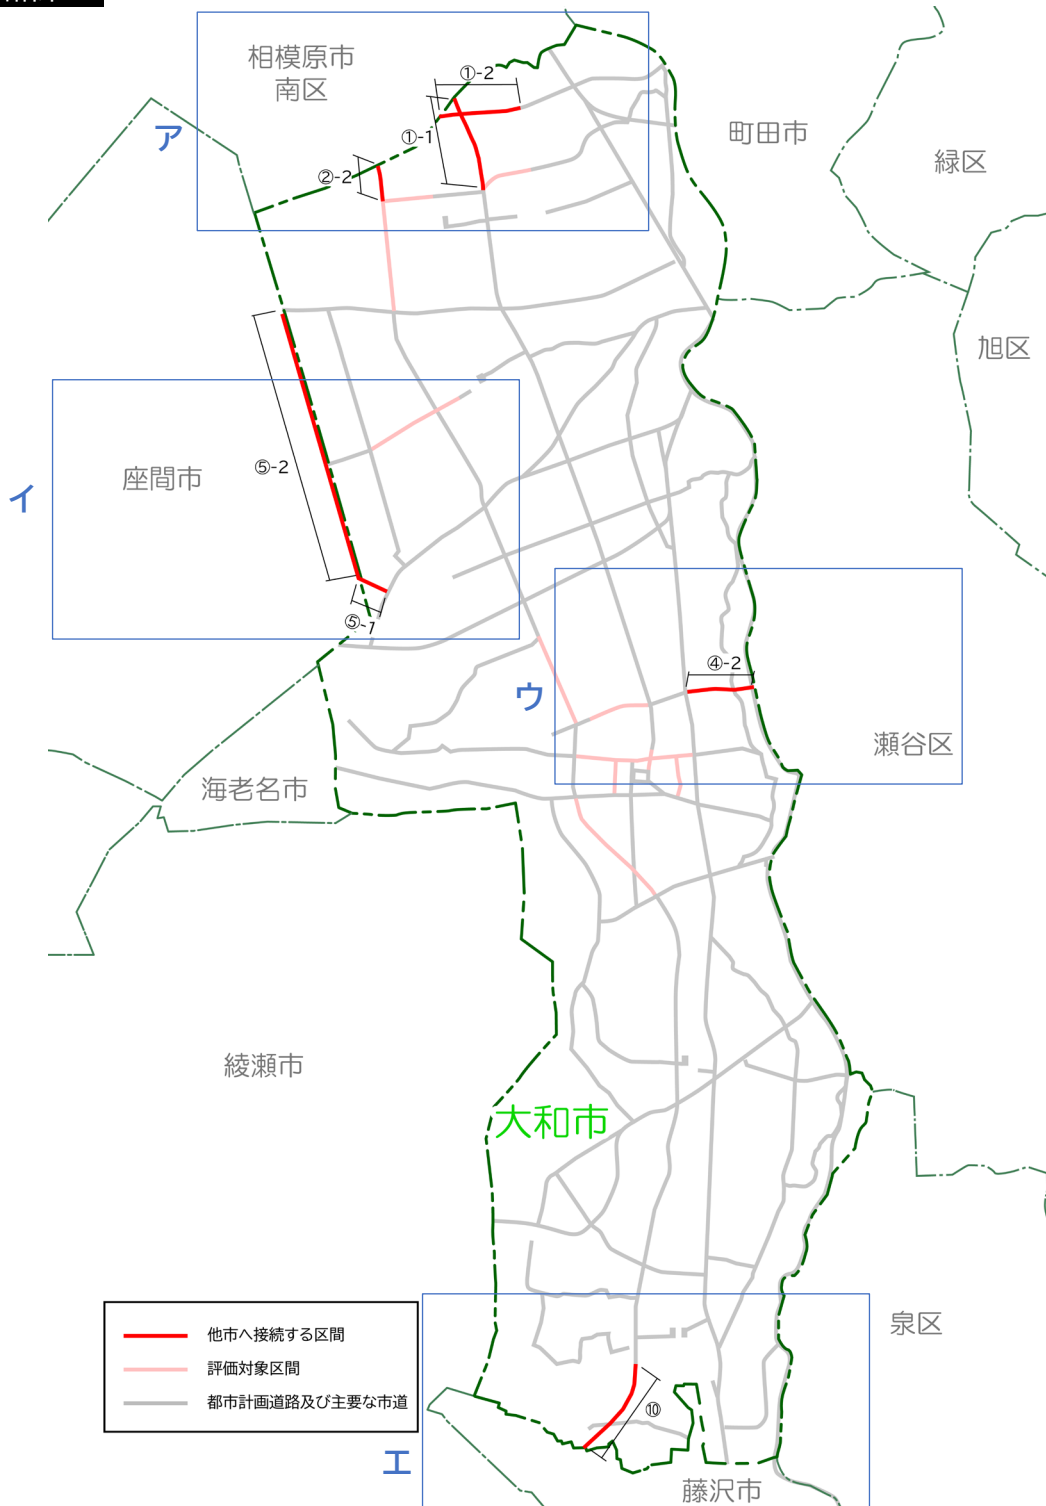 相模原市
南区
①-2
ア
①-1
町田市
緑区
②-2
旭区
⑤-2
座間市
イ
⑤-1
④-2
ウ
瀬谷区
海老名市
綾瀬市
大和市
他市へ接続する区間
評価対象区間
都市計画道路及び主要な市道
泉区
⑩
エ
藤沢市